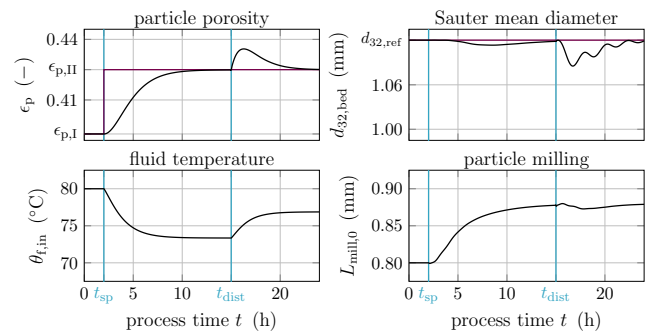 particle porosity
Sauter mean diameter
0.44
ϵp,II
0.41
ϵp,I
ϵp (−)
d32,ref
1.06
1.00
d32,bed (mm)
fluid temperature
particle milling
80
75
70
θf,in (°C)
0.90
0.85
0.80
Lmill,0 (mm)
0 tsp 5 10 tdist 20
0 tsp 5 10 tdist 20
process time t (h)
process time t (h)